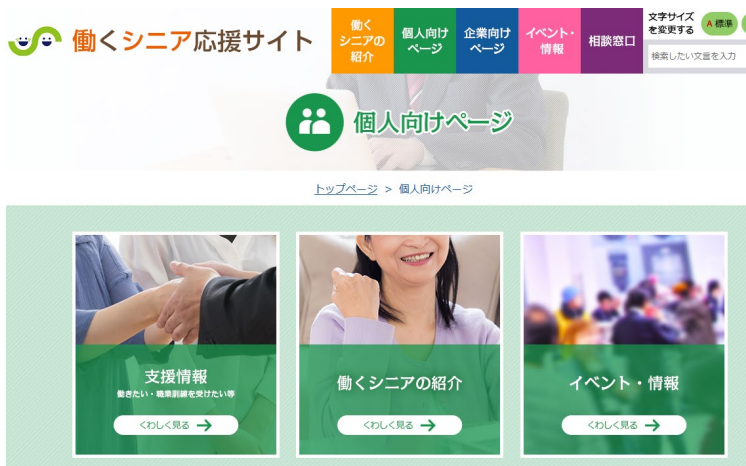 働くシニア応援サイト
働く
シニアの
紹介
個人向け
ページ
企業向け
ページ
イベント・
情報
相談窓口
文字サイズ
を変更する
A 標準
検索したい文言を入力
個人向けページ
トップページ > 個人向けページ
支援情報
働きたい・職業訓練を受けたい等
くわしく見る →
働くシニアの紹介
くわしく見る →
イベント・情報
くわしく見る →